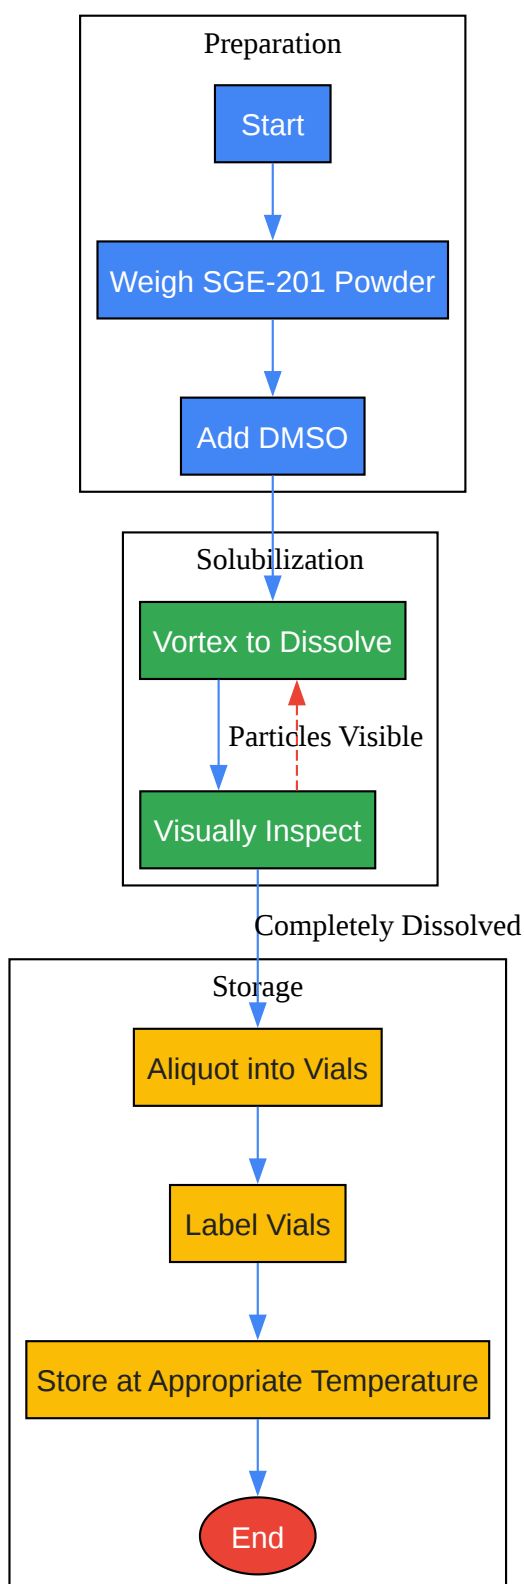 Preparation
Start
Weigh SGE-201 Powder
Add DMSO
Solubilization
Vortex to Dissolve
Particles Visible
Visually Inspect
Completely Dissolved
Storage
Aliquot into Vials
Label Vials
Store at Appropriate Temperature
End